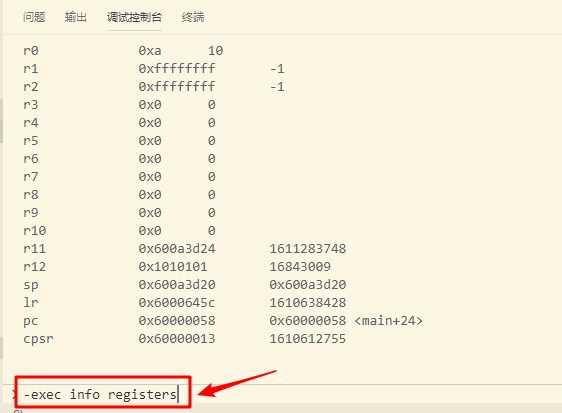 问题 输出 调试控制台 终端
r0 0xa 10
r1 0xffffffff -1
r2 0xffffffff -1
r3 0x0 0
r4 0x0 0
r5 0x0 0
r6 0x0 0
r7 0x0 0
r8 0x0 0
r9 0x0 0
r10 0x0 0
r11 0x600a3d24 1611283748
r12 0x1010101 16843009
sp 0x600a3d20 0x600a3d20
lr 0x6000645c 1610638428
pc 0x60000058 0x60000058 <main+24>
cpsr 0x60000013 1610612755
-exec info registers